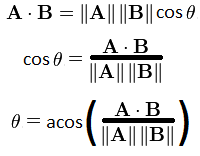 A · B = ‖A‖ ‖B‖ cos θ
cos θ = A · B / ‖A‖ ‖B‖
θ = acos( A · B / ‖A‖ ‖B‖ )